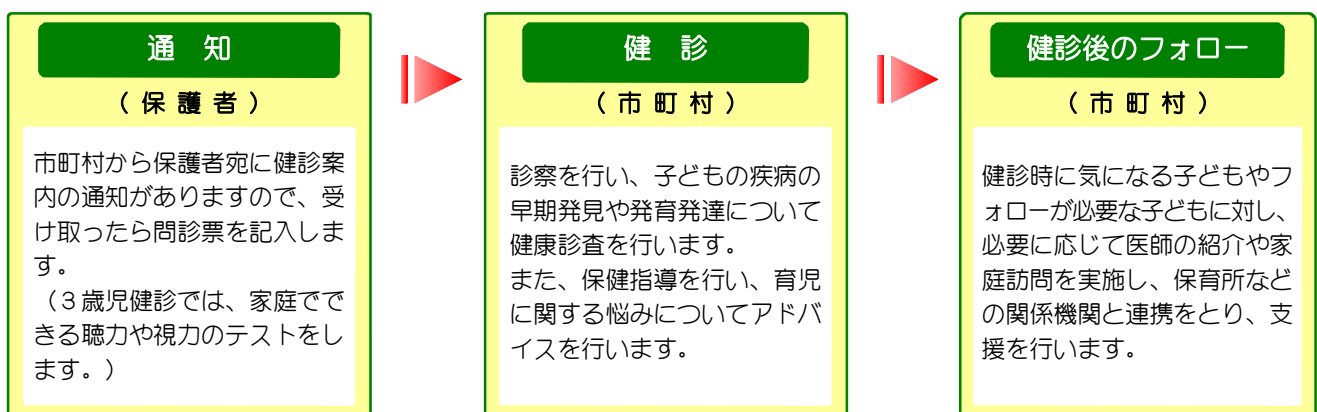 通 知
（ 保 護 者 ）
市町村から保護者宛に健診案
内の通知がありますので、受
け取ったら問診票を記入しま
す。
（３歳児健診では、家庭でで
きる聴力や視力のテストをし
ます。）
健 診
（ 市 町 村 ）
診察を行い、子どもの疾病の
早期発見や発育発達について
健康診査を行います。
また、保健指導を行い、育児
に関する悩みについてアドバ
イスを行います。
健診後のフォロー
（ 市 町 村 ）
健診時に気になる子どもやフ
ォローが必要な子どもに対し、
必要に応じて医師の紹介や家
庭訪問を実施し、保育所など
の関係機関と連携をとり、支
援を行います。